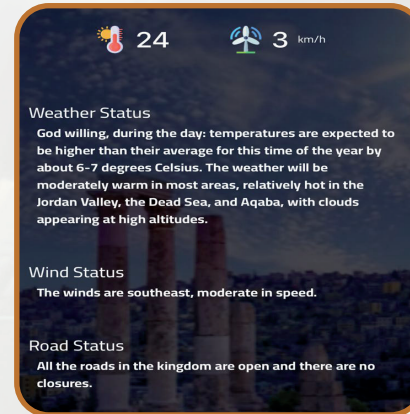 24
3 km/h
Weather Status
God willing, during the day: temperatures are expected to
be higher than their average for this time of the year by
about 6-7 degrees Celsius. The weather will be
moderately warm in most areas, relatively hot in the
Jordan Valley, the Dead Sea, and Aqaba, with clouds
appearing at high altitudes.
Wind Status
The winds are southeast, moderate in speed.
Road Status
All the roads in the kingdom are open and there are no
closures.